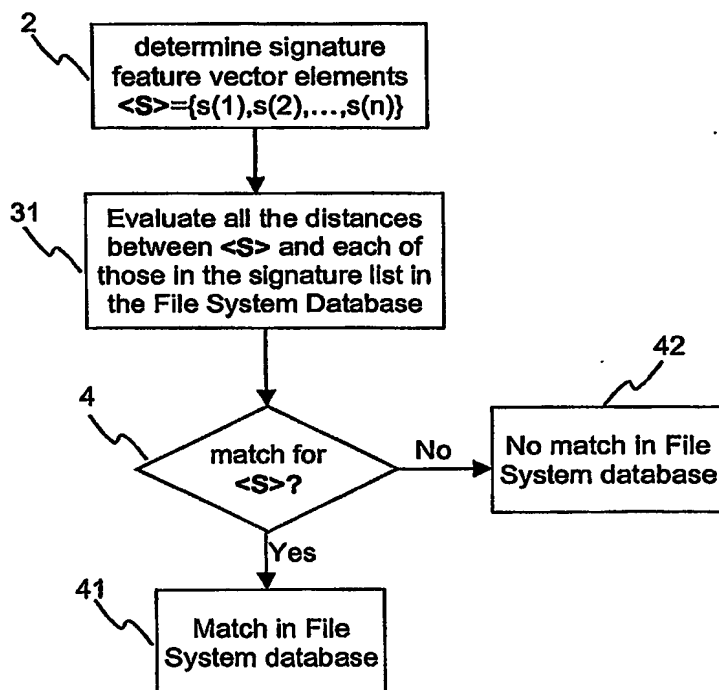 2
determine signature
feature vector elements
<S>={s(1),s(2),...,s(n)}
31
Evaluate all the distances
between <S> and each of
those in the signature list in
the File System Database
42
4
match for
<S>?
No
No match in File
System database
Yes
41
Match in File
System database